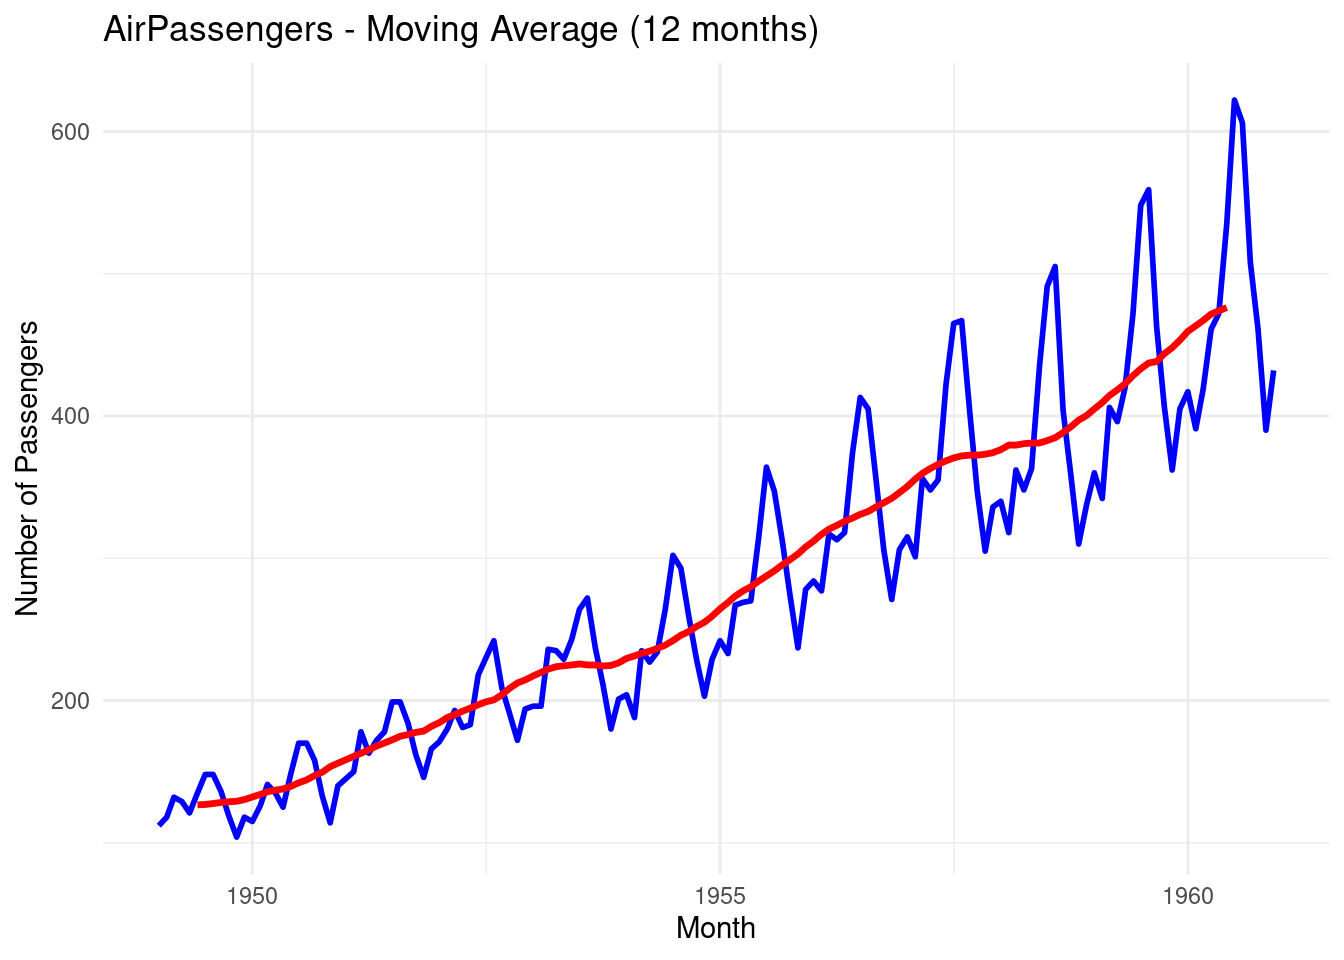 AirPassengers - Moving Average (12 months)
Number of Passengers
600
400
200
1950 1955 1960
Month